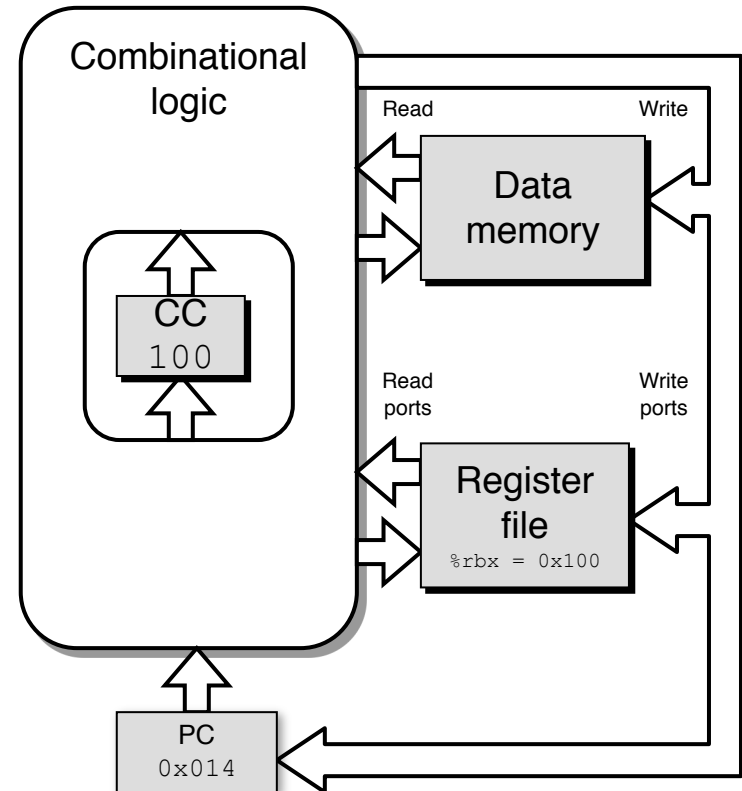 Combinational
logic
Read
Write
Data
memory
CC
100
Read
ports
Write
ports
Register
file
%rbx = 0x100
PC
0x014